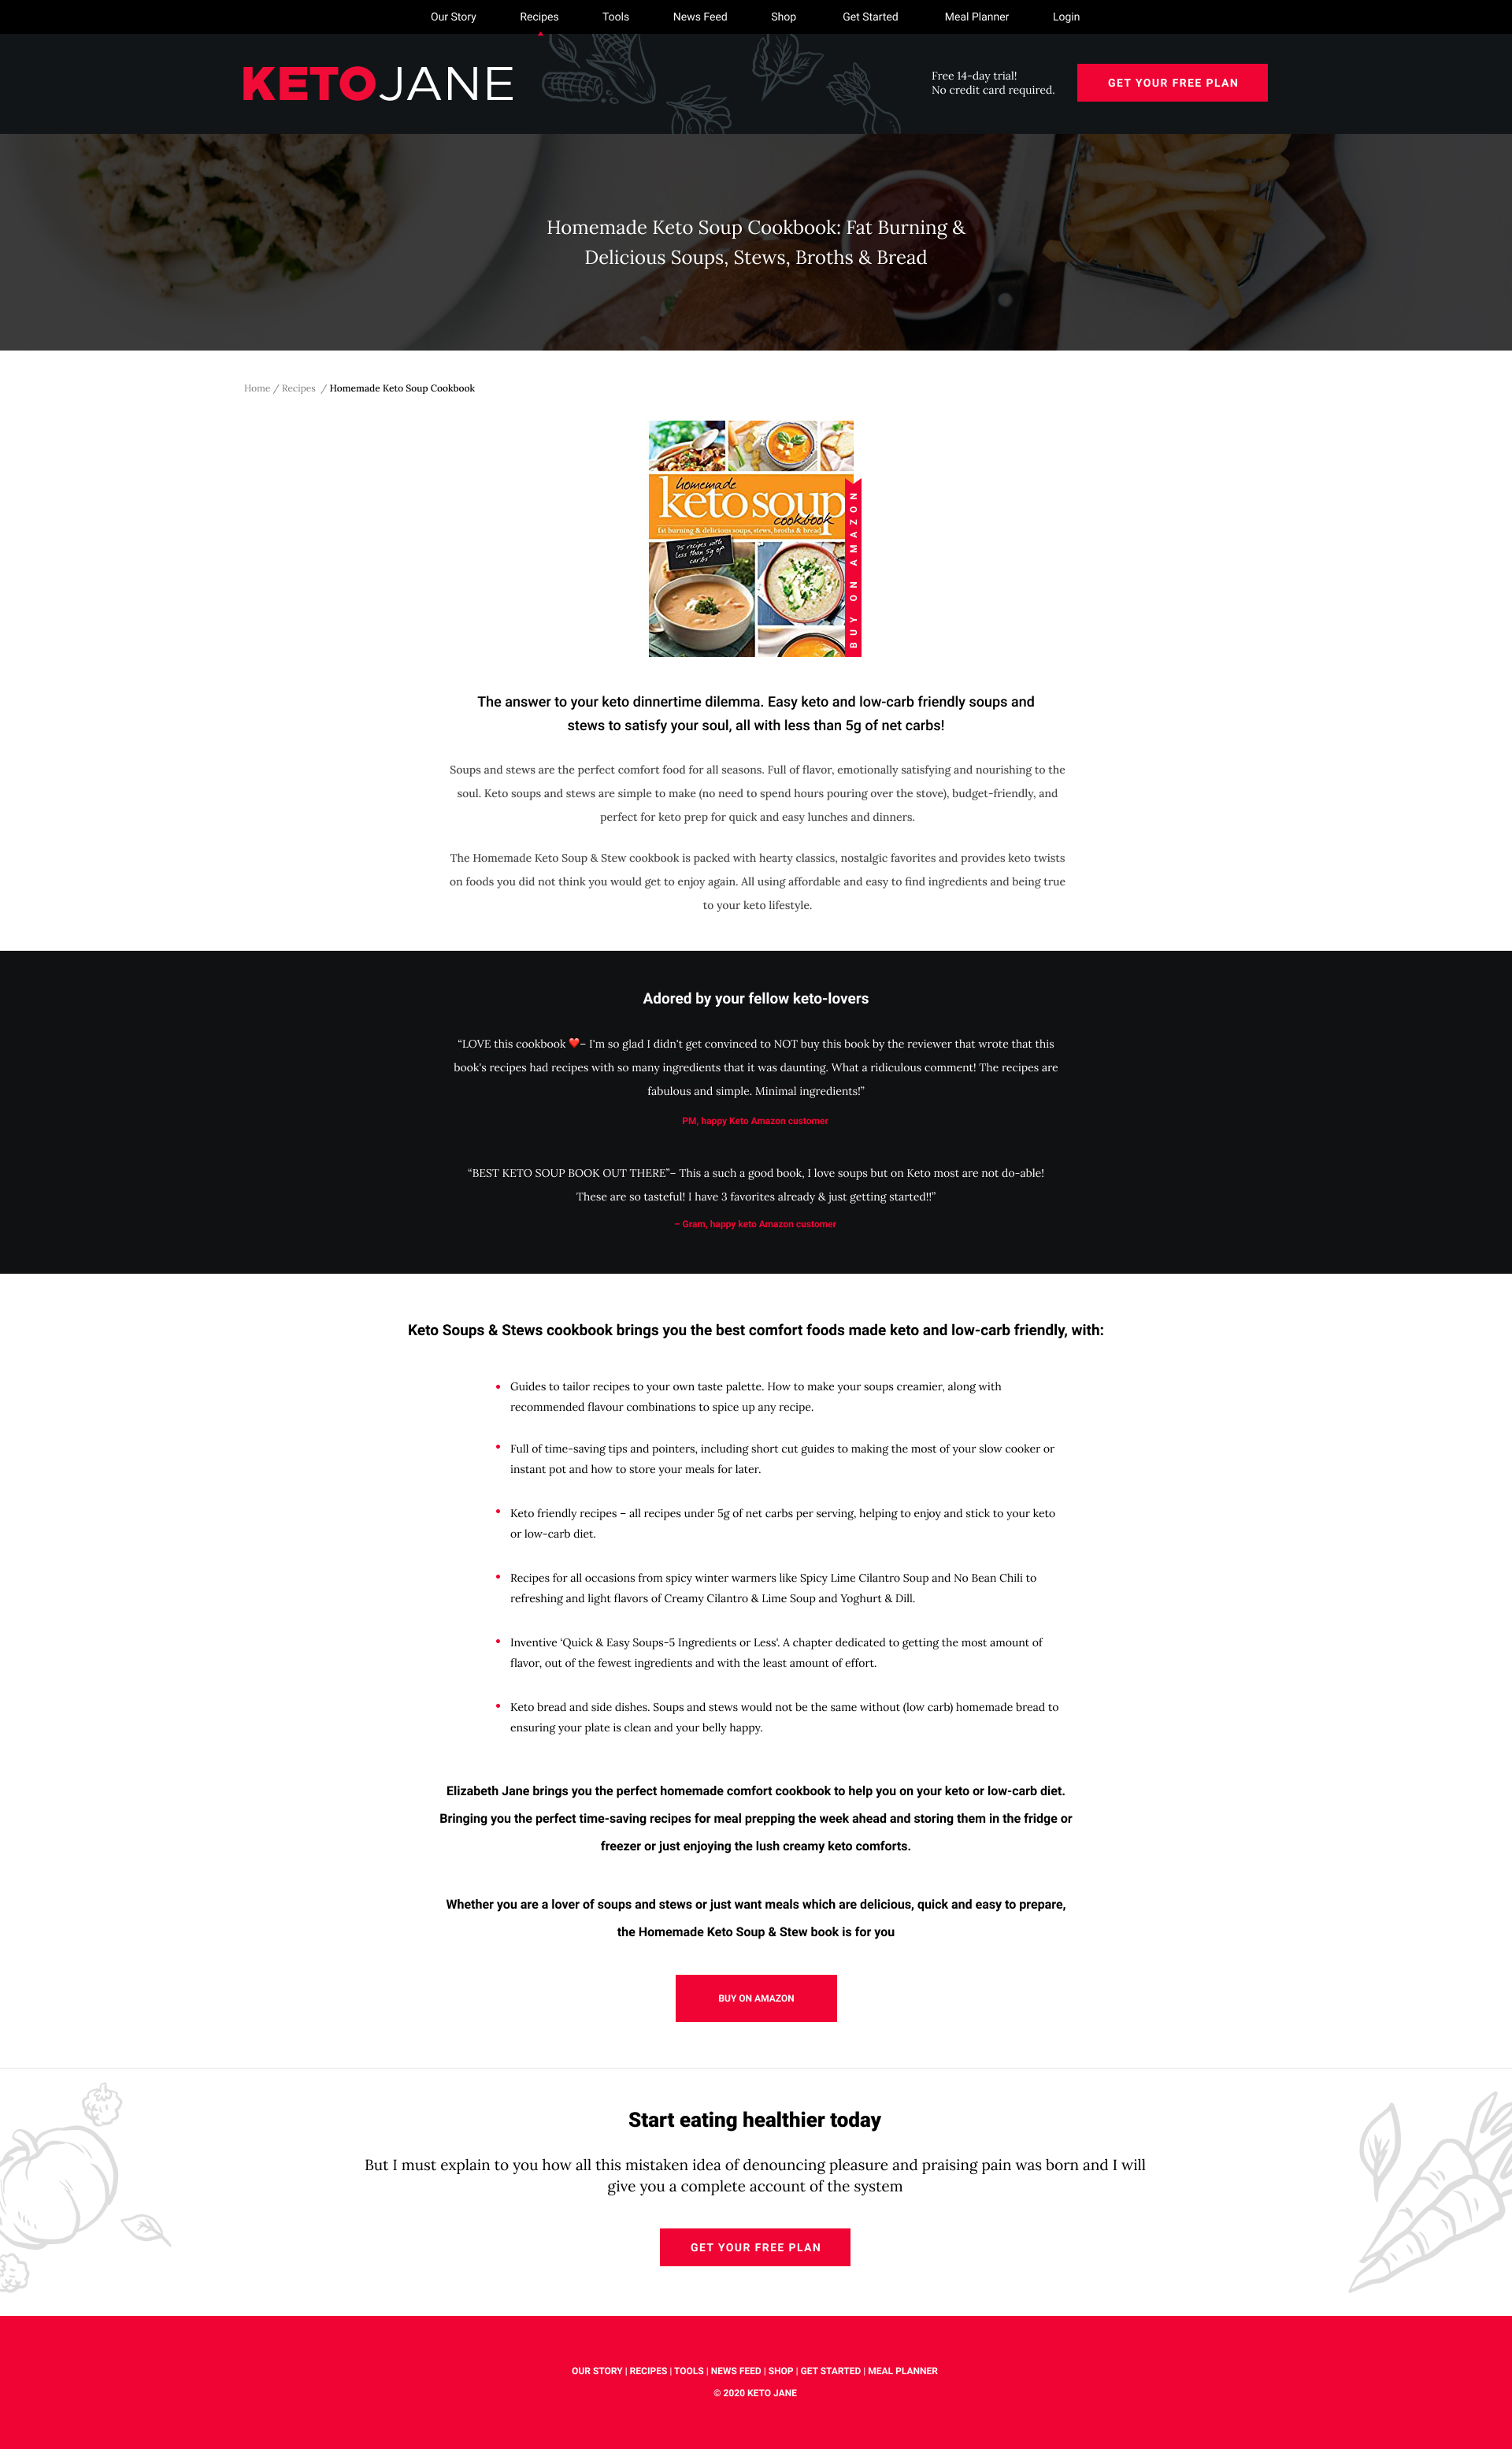 Our Story Recipes Tools News Feed Shop Get Started Meal Planner Login
KETOJANE
Free 14-day trial!
No credit card required.
GET YOUR FREE PLAN
Homemade Keto Soup Cookbook: Fat Burning &
Delicious Soups, Stews, Broths & Bread
Home / Recipes / Homemade Keto Soup Cookbook
homemade
keto soup
cookbook
fat burning & delicious soups, stews, broths & bread
75 recipes with
less than 5g of
carbs
BUY ON AMAZON
The answer to your keto dinnertime dilemma. Easy keto and low-carb friendly soups and
stews to satisfy your soul, all with less than 5g of net carbs!
Soups and stews are the perfect comfort food for all seasons. Full of flavor, emotionally satisfying and nourishing to the
soul. Keto soups and stews are simple to make (no need to spend hours pouring over the stove), budget-friendly, and
perfect for keto prep for quick and easy lunches and dinners.
The Homemade Keto Soup & Stew cookbook is packed with hearty classics, nostalgic favorites and provides keto twists
on foods you did not think you would get to enjoy again. All using affordable and easy to find ingredients and being true
to your keto lifestyle.
Adored by your fellow keto-lovers
“LOVE this cookbook ❤️– I'm so glad I didn't get convinced to NOT buy this book by the reviewer that wrote that this
book's recipes had recipes with so many ingredients that it was daunting. What a ridiculous comment! The recipes are
fabulous and simple. Minimal ingredients!”
PM, happy Keto Amazon customer
“BEST KETO SOUP BOOK OUT THERE”– This a such a good book, I love soups but on Keto most are not do-able!
These are so tasteful! I have 3 favorites already & just getting started!!”
– Gram, happy keto Amazon customer
Keto Soups & Stews cookbook brings you the best comfort foods made keto and low-carb friendly, with:
• Guides to tailor recipes to your own taste palette. How to make your soups creamier, along with
recommended flavour combinations to spice up any recipe.
• Full of time-saving tips and pointers, including short cut guides to making the most of your slow cooker or
instant pot and how to store your meals for later.
• Keto friendly recipes – all recipes under 5g of net carbs per serving, helping to enjoy and stick to your keto
or low-carb diet.
• Recipes for all occasions from spicy winter warmers like Spicy Lime Cilantro Soup and No Bean Chili to
refreshing and light flavors of Creamy Cilantro & Lime Soup and Yoghurt & Dill.
• Inventive ‘Quick & Easy Soups-5 Ingredients or Less’. A chapter dedicated to getting the most amount of
flavor, out of the fewest ingredients and with the least amount of effort.
• Keto bread and side dishes. Soups and stews would not be the same without (low carb) homemade bread to
ensuring your plate is clean and your belly happy.
Elizabeth Jane brings you the perfect homemade comfort cookbook to help you on your keto or low-carb diet.
Bringing you the perfect time-saving recipes for meal prepping the week ahead and storing them in the fridge or
freezer or just enjoying the lush creamy keto comforts.
Whether you are a lover of soups and stews or just want meals which are delicious, quick and easy to prepare,
the Homemade Keto Soup & Stew book is for you
BUY ON AMAZON
Start eating healthier today
But I must explain to you how all this mistaken idea of denouncing pleasure and praising pain was born and I will
give you a complete account of the system
GET YOUR FREE PLAN
OUR STORY | RECIPES | TOOLS | NEWS FEED | SHOP | GET STARTED | MEAL PLANNER
© 2020 KETO JANE